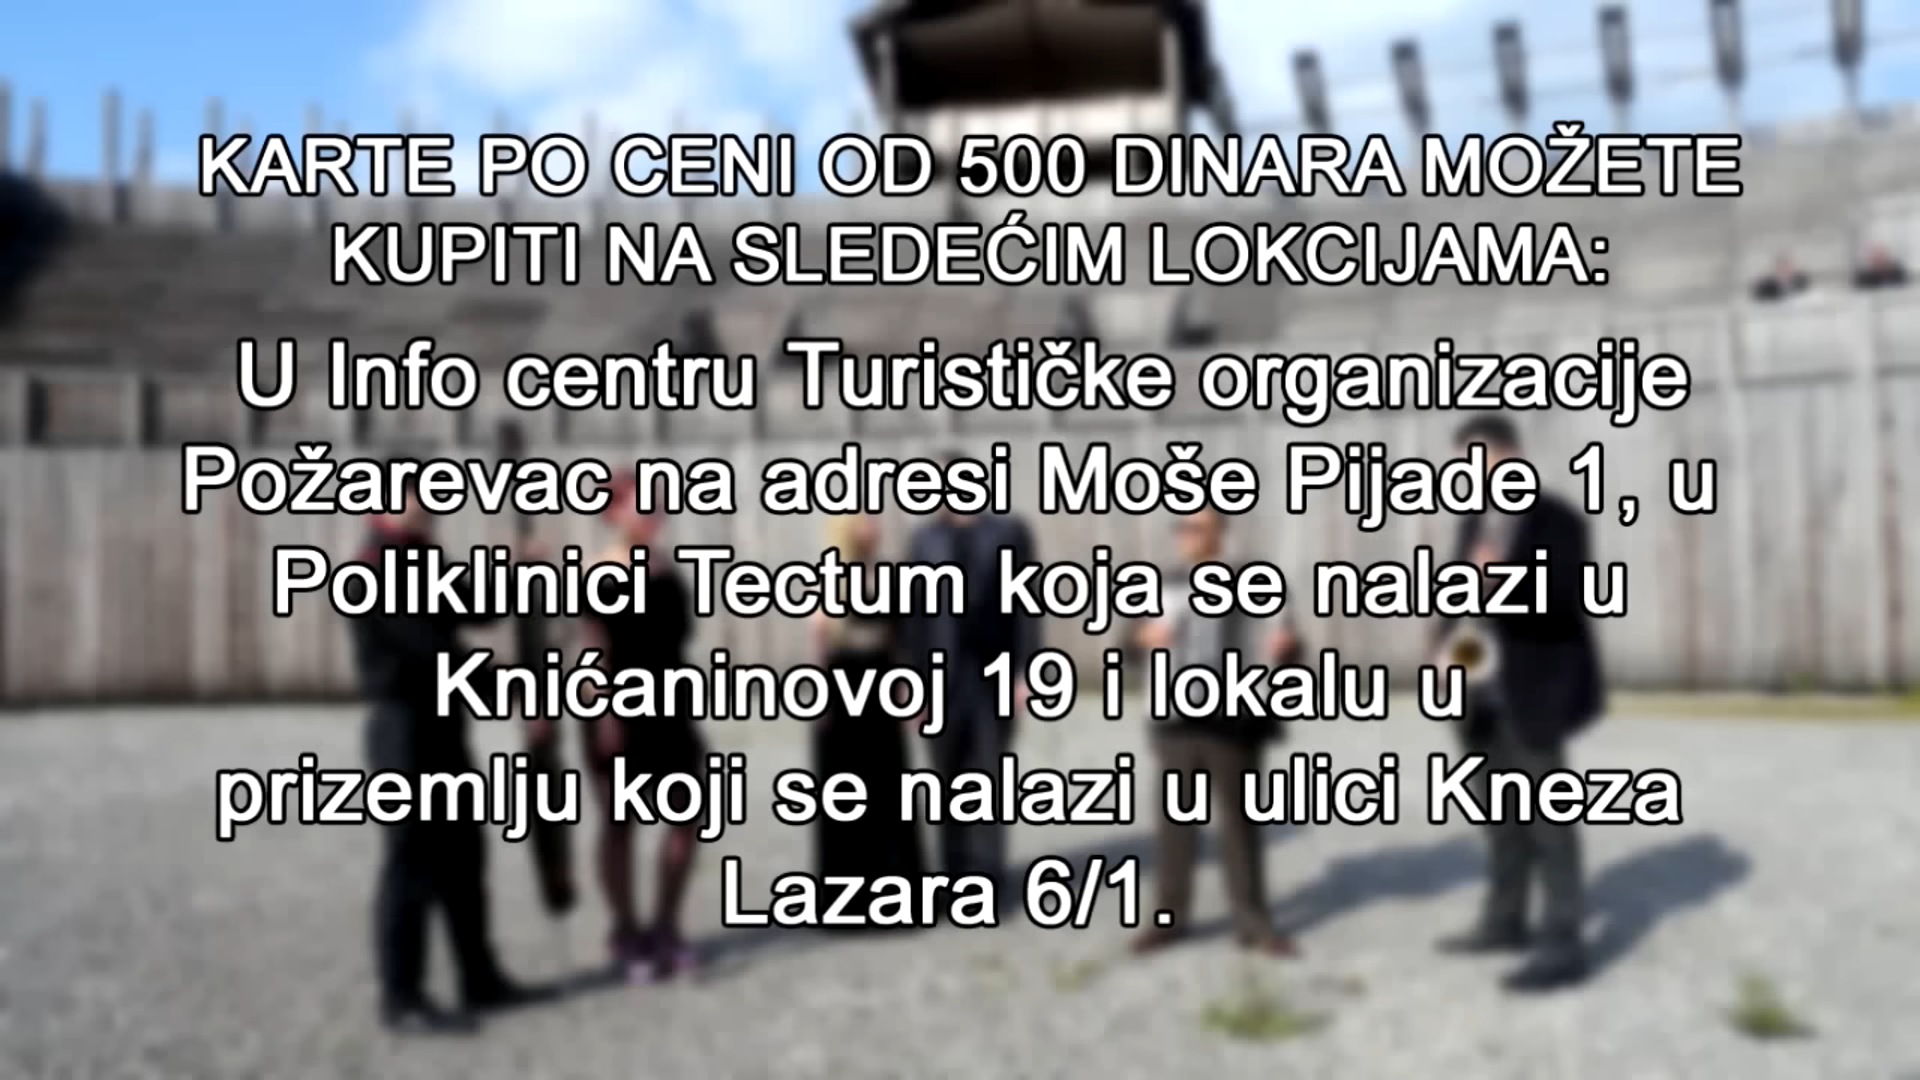 KARTE PO CENI OD 500 DINARA MOŽETE
KUPITI NA SLEDEĆIM LOKCIJAMA:
U Info centru Turističke organizacije
Požarevac na adresi Moše Pijade 1, u
Poliklinici Tectum koja se nalazi u
Knićaninovoj 19 i lokalu u
prizemlju koji se nalazi u ulici Kneza
Lazara 6/1.